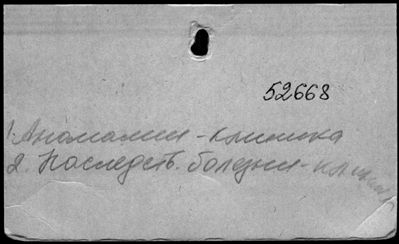 52668
1. Аномалии - клиника
2. Наследств. болезни - клиника